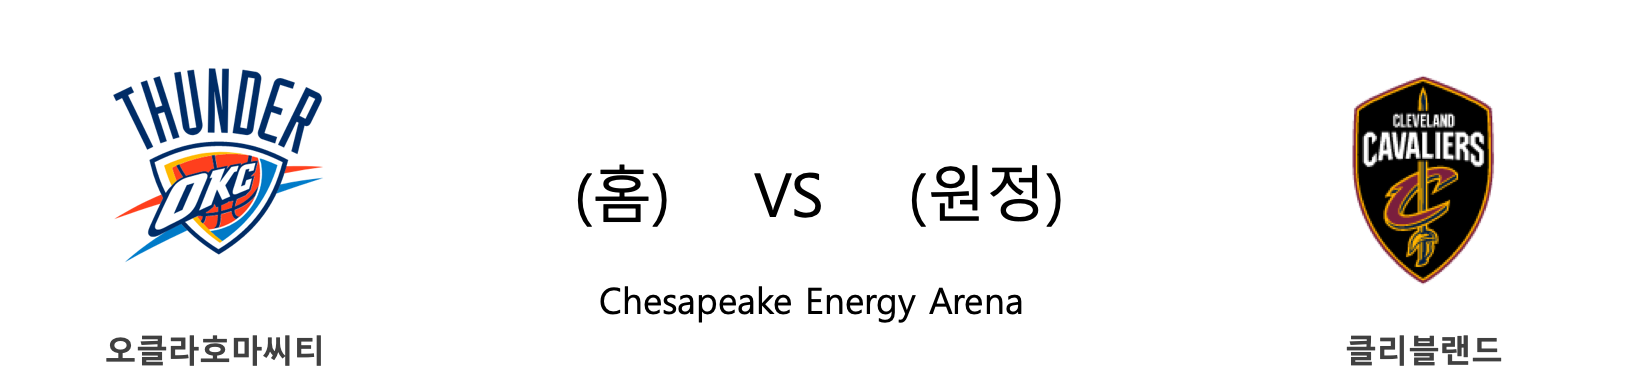 THUNDER
OKC
CLEVELAND
CAVALIERS
C
(홈) VS (원정)
Chesapeake Energy Arena
오클라호마씨티
클리블랜드